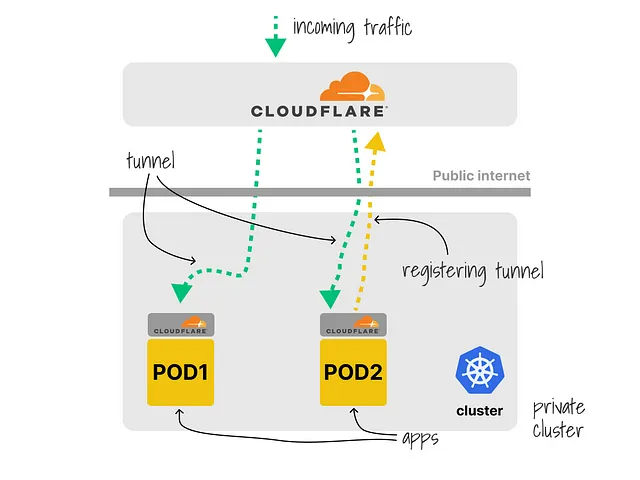 incoming traffic
CLOUDFLARE
tunnel
Public internet
registering tunnel
CLOUDFLARE
CLOUDFLARE
POD1
POD2
cluster
private
cluster
apps